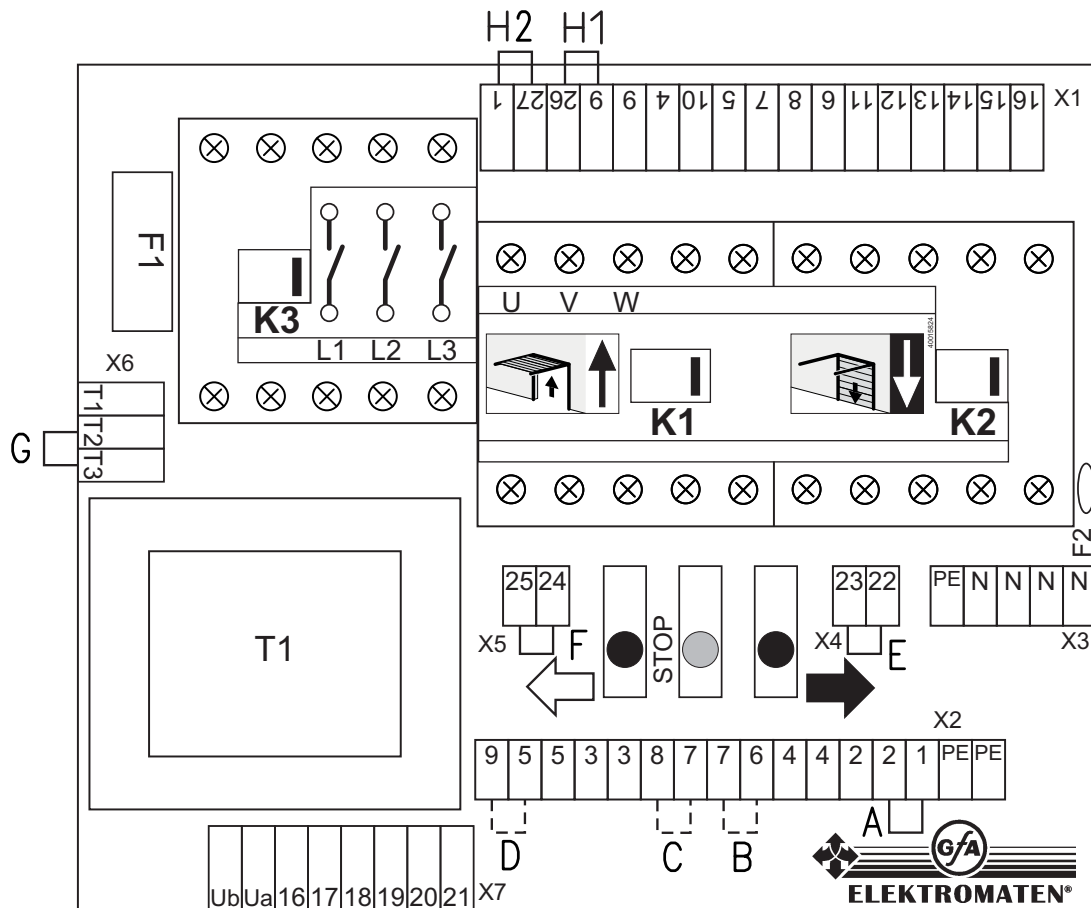 H2 H1
1 27 26 6 6 4 10 5 7 8 9 11 12 13 14 15 16 X1
F1
K3
L1 L2 L3
U V W
40015824
K1 K2
X6
T1 T2 T3
G
F2
T1
25 24
X5 F
STOP
23 22
X4 E
PE N N N N
X3
X2
9 5 5 3 3 8 7 7 6 4 4 2 2 1 PE PE
D C B A
Ub Ua 16 17 18 19 20 21 X7
GfA
ELEKTROMATEN®